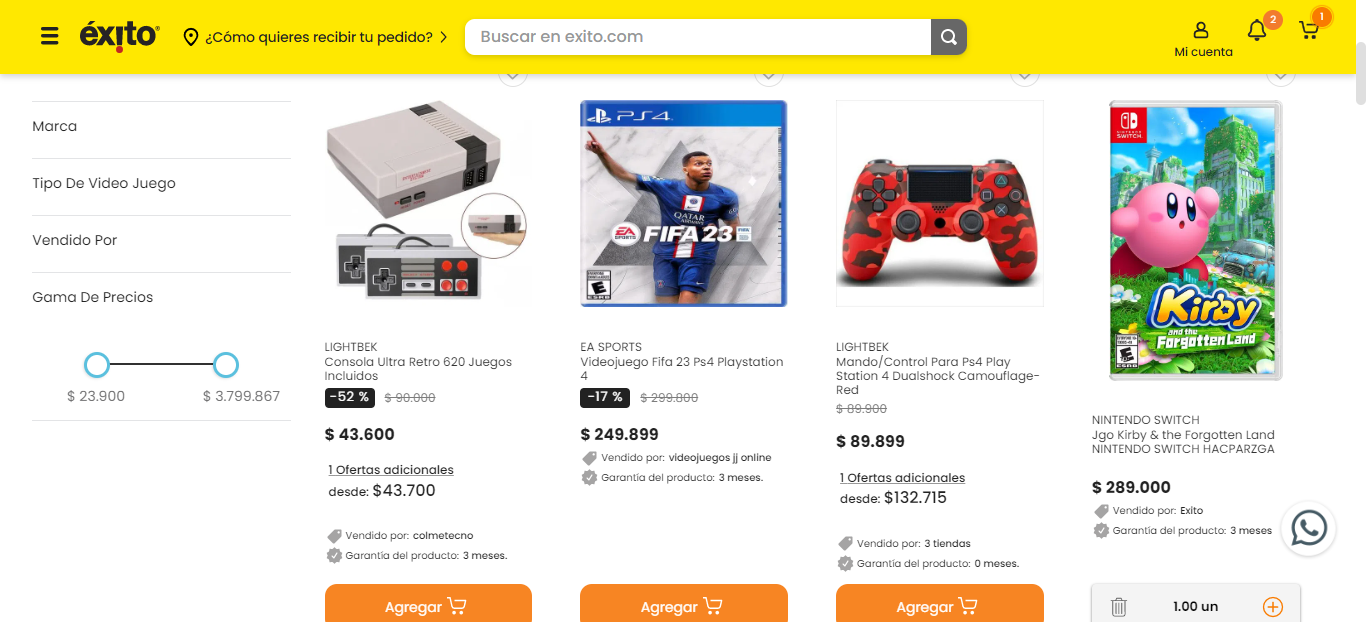 éxito
¿Cómo quieres recibir tu pedido?
Buscar en exito.com
Mi cuenta
2
1
Marca
Tipo De Video Juego
Vendido Por
Gama De Precios
$ 23.900
$ 3.799.867
LIGHTBEK
Consola Ultra Retro 620 Juegos
Incluidos
-52 %
$ 90.000
$ 43.600
1 Ofertas adicionales
desde: $43.700
Vendido por: colmetecno
Garantía del producto: 3 meses.
Agregar
PS4
QATAR
AIRWAYS
EA
SPORTS
FIFA 23
FIFA
E
ESRB
EA SPORTS
Videojuego Fifa 23 Ps4 Playstation
4
-17 %
$ 299.800
$ 249.899
Vendido por: videojuegos jj online
Garantía del producto: 3 meses.
Agregar
LIGHTBEK
Mando/Control Para Ps4 Play
Station 4 Dualshock Camouflage-
Red
$ 89.900
$ 89.899
1 Ofertas adicionales
desde: $132.715
Vendido por: 3 tiendas
Garantía del producto: 0 meses.
Agregar
NINTENDO
SWITCH
Kirby
and the
Forgotten Land
E
ESRB
NINTENDO SWITCH
Jgo Kirby & the Forgotten Land
NINTENDO SWITCH HACPARZGA
$ 289.000
Vendido por: Exito
Garantía del producto: 3 meses
1.00 un